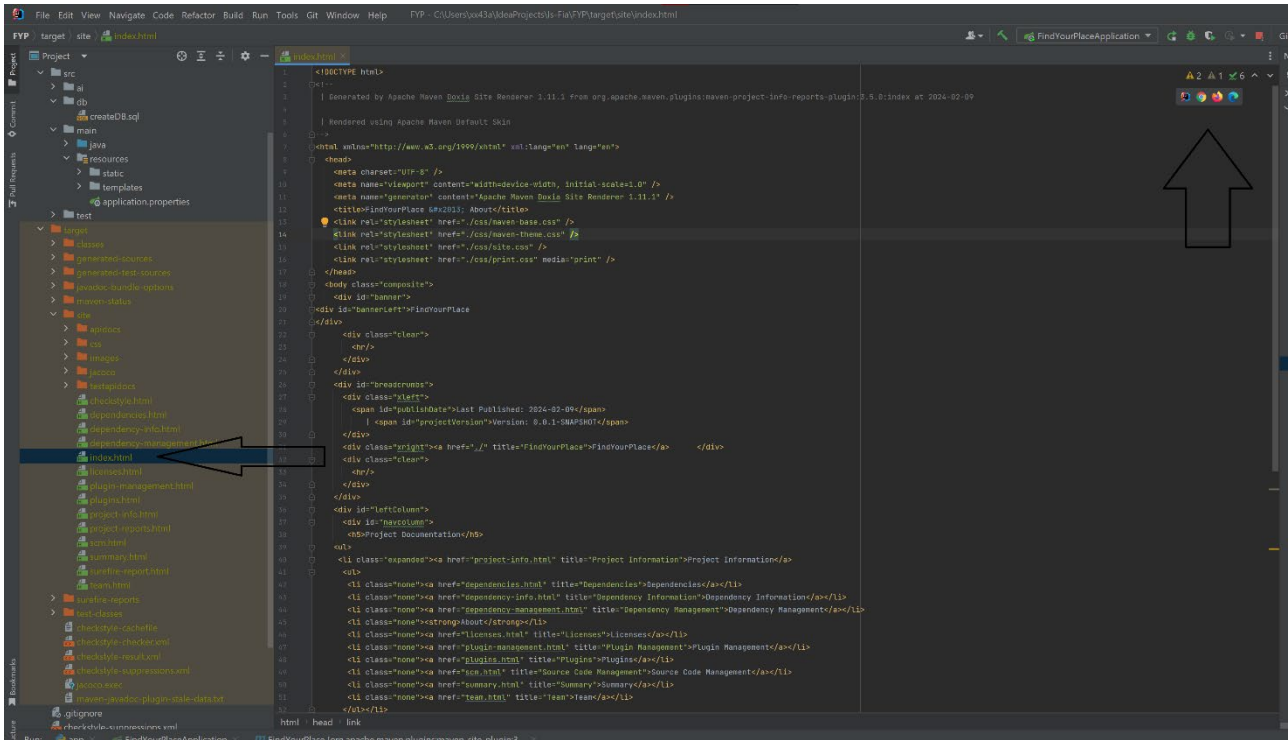 File Edit View Navigate Code Refactor Build Run Tools Git Window Help FYP - C:\Users\xx43a\IdeaProjects\Is-Fia\FYP\target\site\index.html
FYP target site index.html FindYourPlaceApplication Gi
Project
index.html
src
ai
db
createDB.sql
main
java
resources
static
templates
application.properties
test
target
classes
generated-sources
generated-test-sources
javadoc-bundle-options
maven-status
site
apidocs
css
images
jacoco
testapidocs
checkstyle.html
dependencies.html
dependency-info.html
dependency-management.html
index.html
licenses.html
plugin-management.html
plugins.html
project-info.html
project-reports.html
scm.html
summary.html
surefire-report.html
team.html
surefire-reports
test-classes
checkstyle-cachefile
checkstyle-checker.xml
checkstyle-result.xml
checkstyle-suppressions.xml
jacoco.exec
maven-javadoc-plugin-stale-data.txt
.gitignore
checkstyle-suppressions.xml
Project
Commit
Pull Requests
Bookmarks
2 1 6
<!DOCTYPE html>
<!--
| Generated by Apache Maven Doxia Site Renderer 1.11.1 from org.apache.maven.plugins:maven-project-info-reports-plugin:3.5.0:index at 2024-02-09
| Rendered using Apache Maven Default Skin
-->
<html xmlns="http://www.w3.org/1999/xhtml" xml:lang="en" lang="en">
<head>
<meta charset="UTF-8" />
<meta name="viewport" content="width=device-width, initial-scale=1.0" />
<meta name="generator" content="Apache Maven Doxia Site Renderer 1.11.1" />
<title>FindYourPlace &#x2013; About</title>
<link rel="stylesheet" href="./css/maven-base.css" />
<link rel="stylesheet" href="./css/maven-theme.css" />
<link rel="stylesheet" href="./css/site.css" />
<link rel="stylesheet" href="./css/print.css" media="print" />
</head>
<body class="composite">
<div id="banner">
<div id="bannerLeft">FindYourPlace
</div>
<div class="clear">
<hr/>
</div>
</div>
<div id="breadcrumbs">
<div class="xleft">
<span id="publishDate">Last Published: 2024-02-09</span>
| <span id="projectVersion">Version: 0.0.1-SNAPSHOT</span>
</div>
<div class="xright"><a href="./" title="FindYourPlace">FindYourPlace</a> </div>
<div class="clear">
<hr/>
</div>
</div>
<div id="leftColumn">
<div id="navcolumn">
<h5>Project Documentation</h5>
<ul>
<li class="expanded"><a href="project-info.html" title="Project Information">Project Information</a>
<ul>
<li class="none"><a href="dependencies.html" title="Dependencies">Dependencies</a></li>
<li class="none"><a href="dependency-info.html" title="Dependency Information">Dependency Information</a></li>
<li class="none"><a href="dependency-management.html" title="Dependency Management">Dependency Management</a></li>
<li class="none"><strong>About</strong></li>
<li class="none"><a href="licenses.html" title="Licenses">Licenses</a></li>
<li class="none"><a href="plugin-management.html" title="Plugin Management">Plugin Management</a></li>
<li class="none"><a href="plugins.html" title="Plugins">Plugins</a></li>
<li class="none"><a href="scm.html" title="Source Code Management">Source Code Management</a></li>
<li class="none"><a href="summary.html" title="Summary">Summary</a></li>
<li class="none"><a href="team.html" title="Team">Team</a></li>
</ul></li>
html head link
Run: app FindYourPlaceApplication FindYourPlace [org.apache.maven.plugins:maven-site-plugin:3